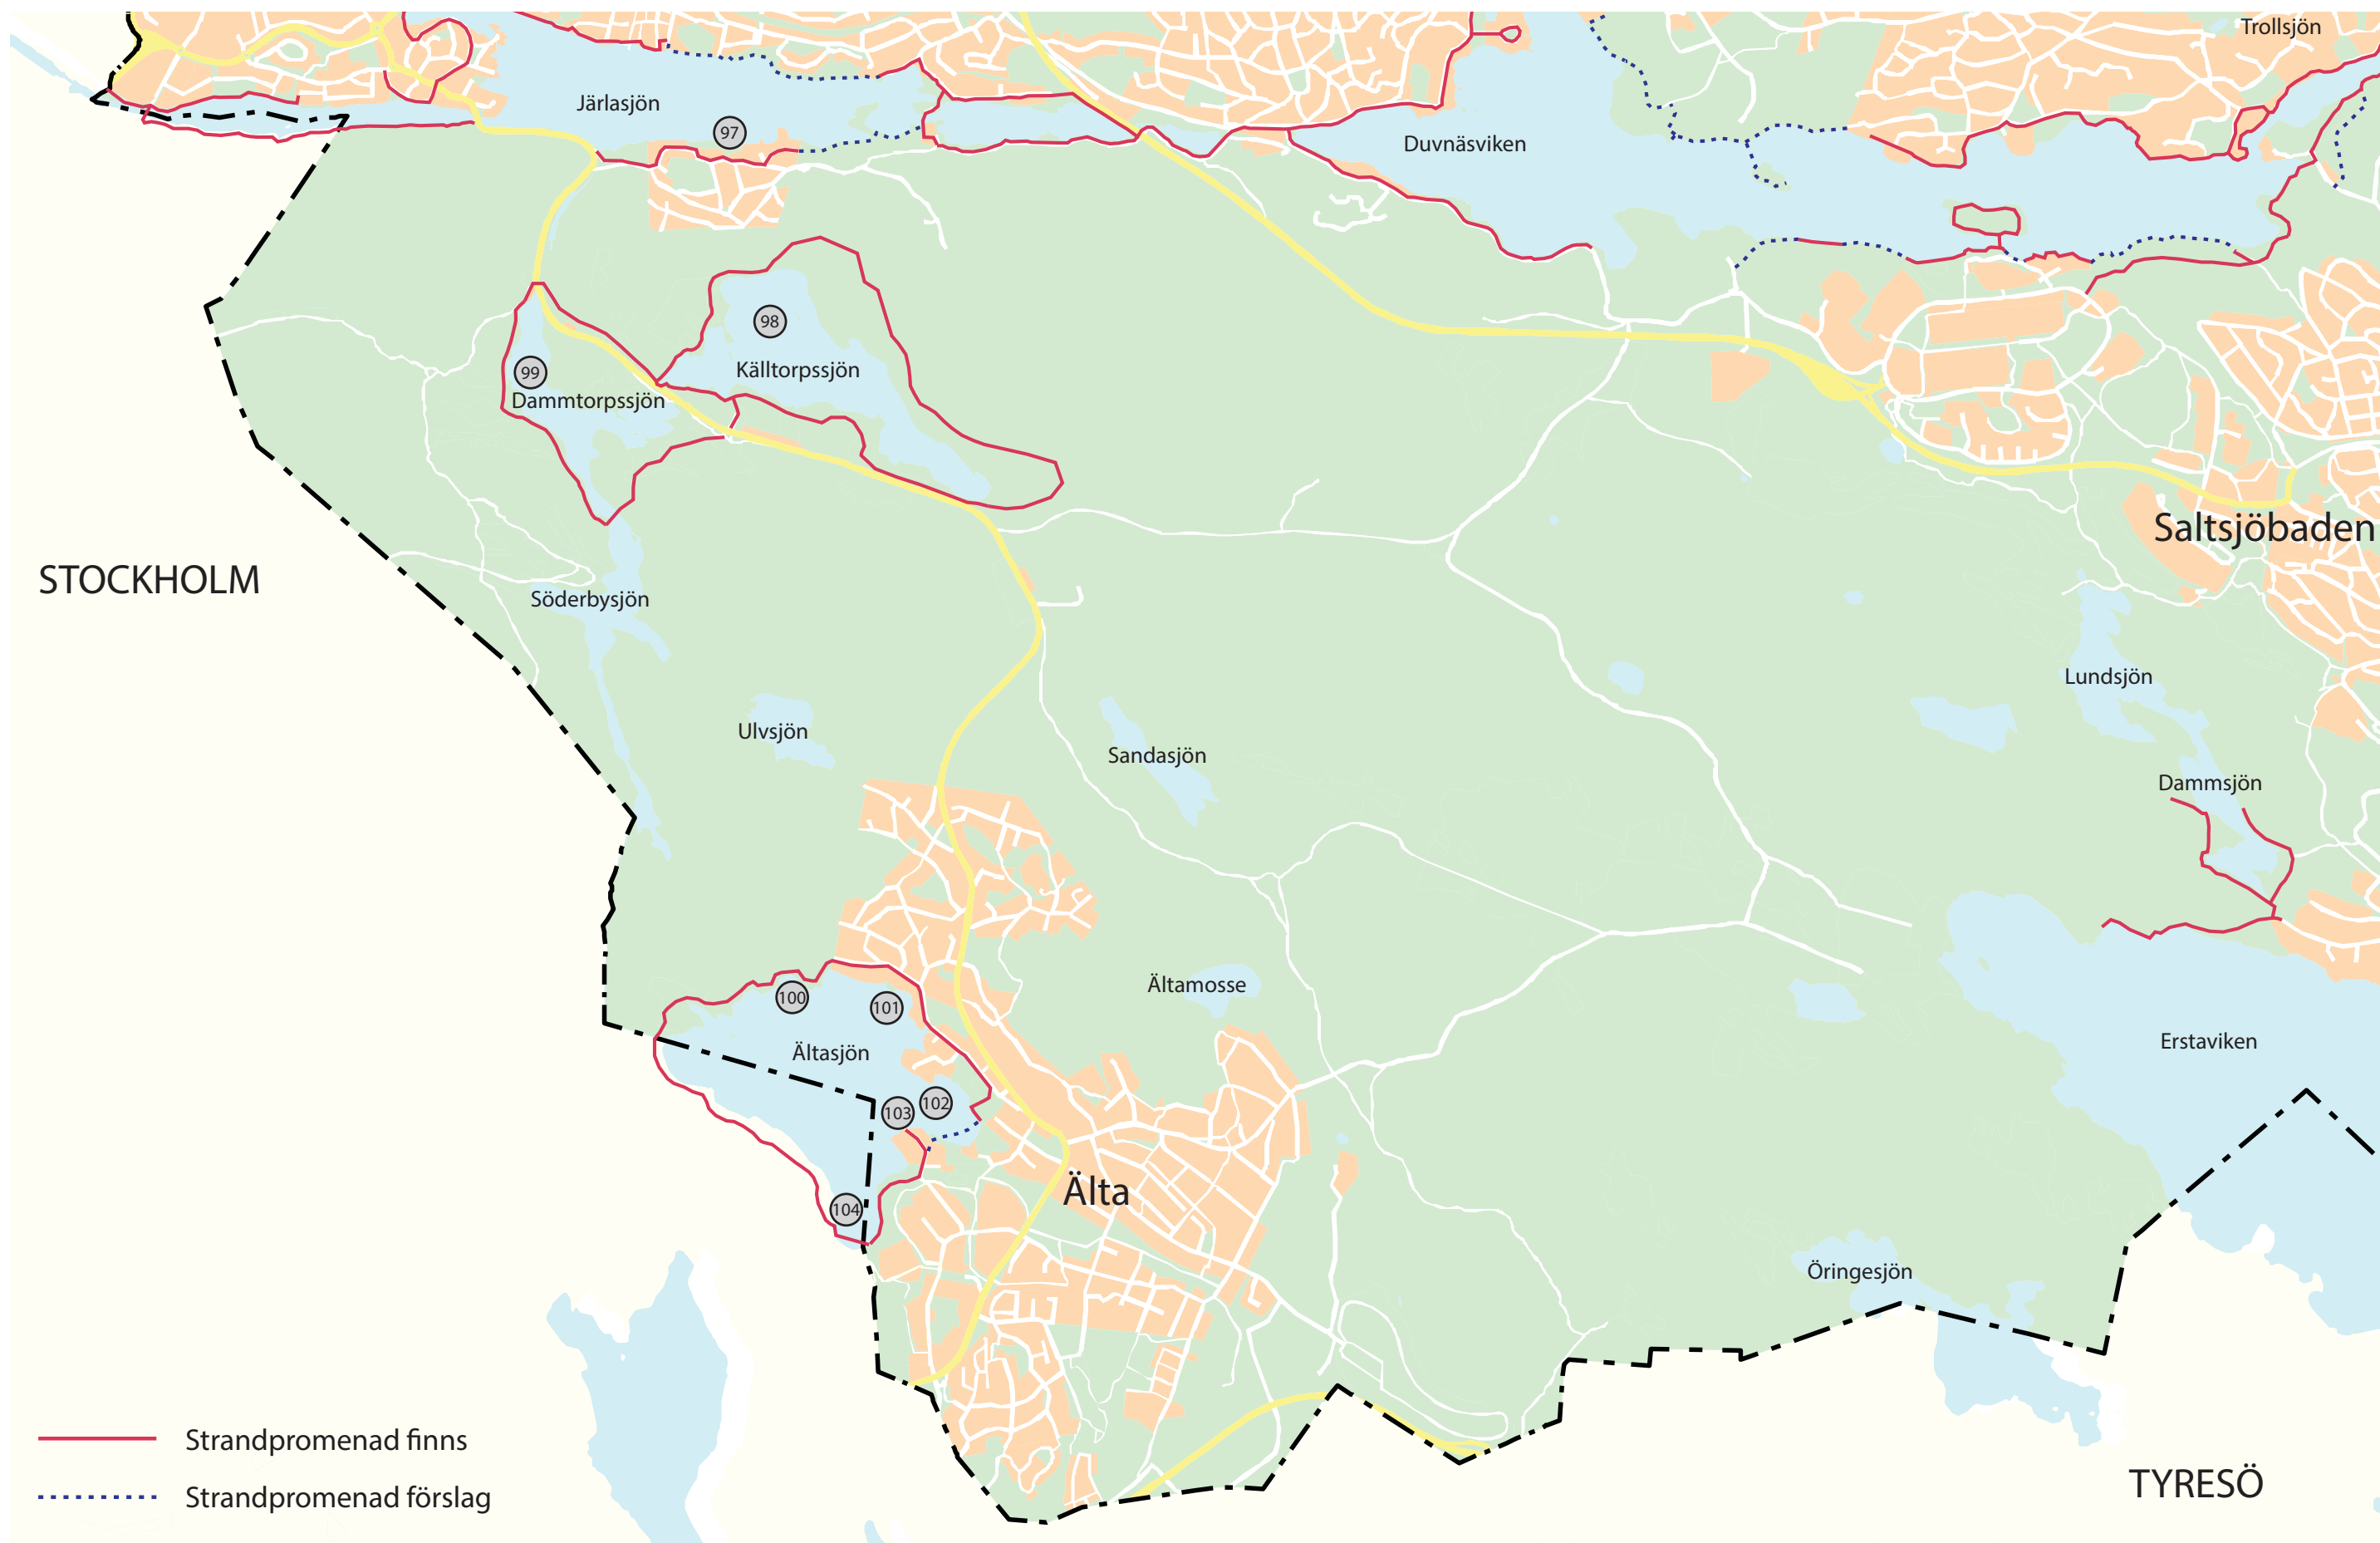 Trollsjön
Järlasjön
97
Duvnäsviken
98
Källtorpssjön
99
Dammtorpssjön
Saltsjöbaden
STOCKHOLM
Söderbysjön
Lundsjön
Ulvsjön
Sandasjön
Dammsjön
Ältamosse
100
101
Ältasjön
Erstaviken
103
102
Älta
104
Öringesjön
Strandpromenad finns
Strandpromenad förslag
TYRESÖ